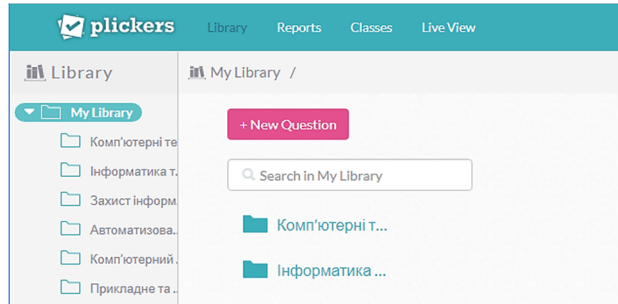 plickers Library Reports Classes Live View
Library
My Library
Комп'ютерні те
Інформатика т.
Захист інформ.
Автоматизова..
Комп'ютерний .
Прикладне та ..
My Library /
+ New Question
Search in My Library
Комп'ютерні т...
Інформатика ...